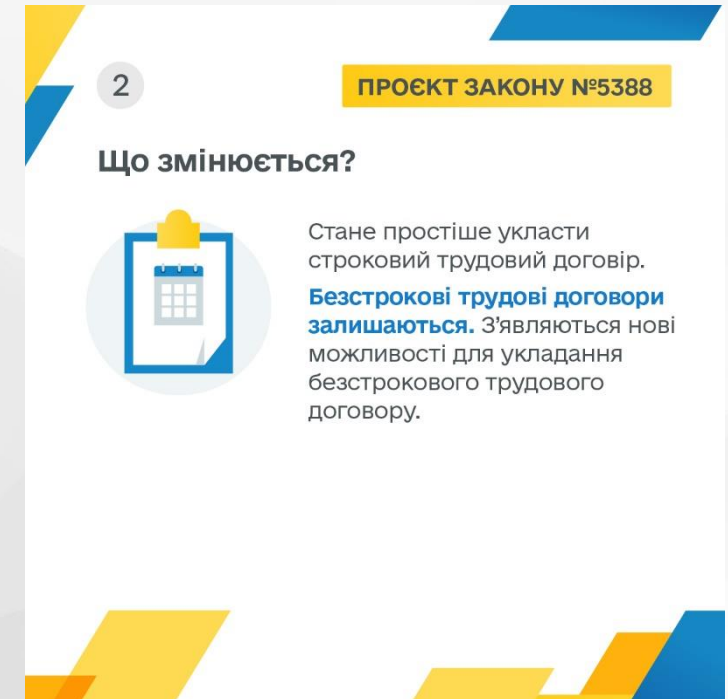 2
ПРОЄКТ ЗАКОНУ №5388
Що змінюється?
Стане простіше укласти
строковий трудовий договір.
Безстрокові трудові договори
залишаються. З’являються нові
можливості для укладання
безстрокового трудового
договору.